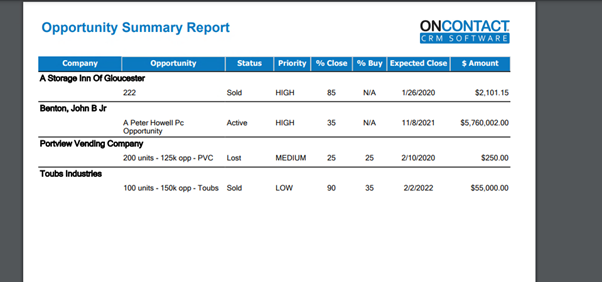 Opportunity Summary Report
ONCONTACT
CRM SOFTWARE
Company Opportunity Status Priority % Close % Buy Expected Close $ Amount
A Storage Inn Of Gloucester
222 Sold HIGH 85 N/A 1/26/2020 $2,101.15
Benton, John B Jr
A Peter Howell Pc Active HIGH 35 N/A 11/8/2021 $5,760,002.00
Opportunity
Portview Vending Company
200 units - 125k opp - PVC Lost MEDIUM 25 25 2/10/2020 $250.00
Toubs Industries
100 units - 150k opp - Toubs Sold LOW 90 35 2/2/2022 $55,000.00